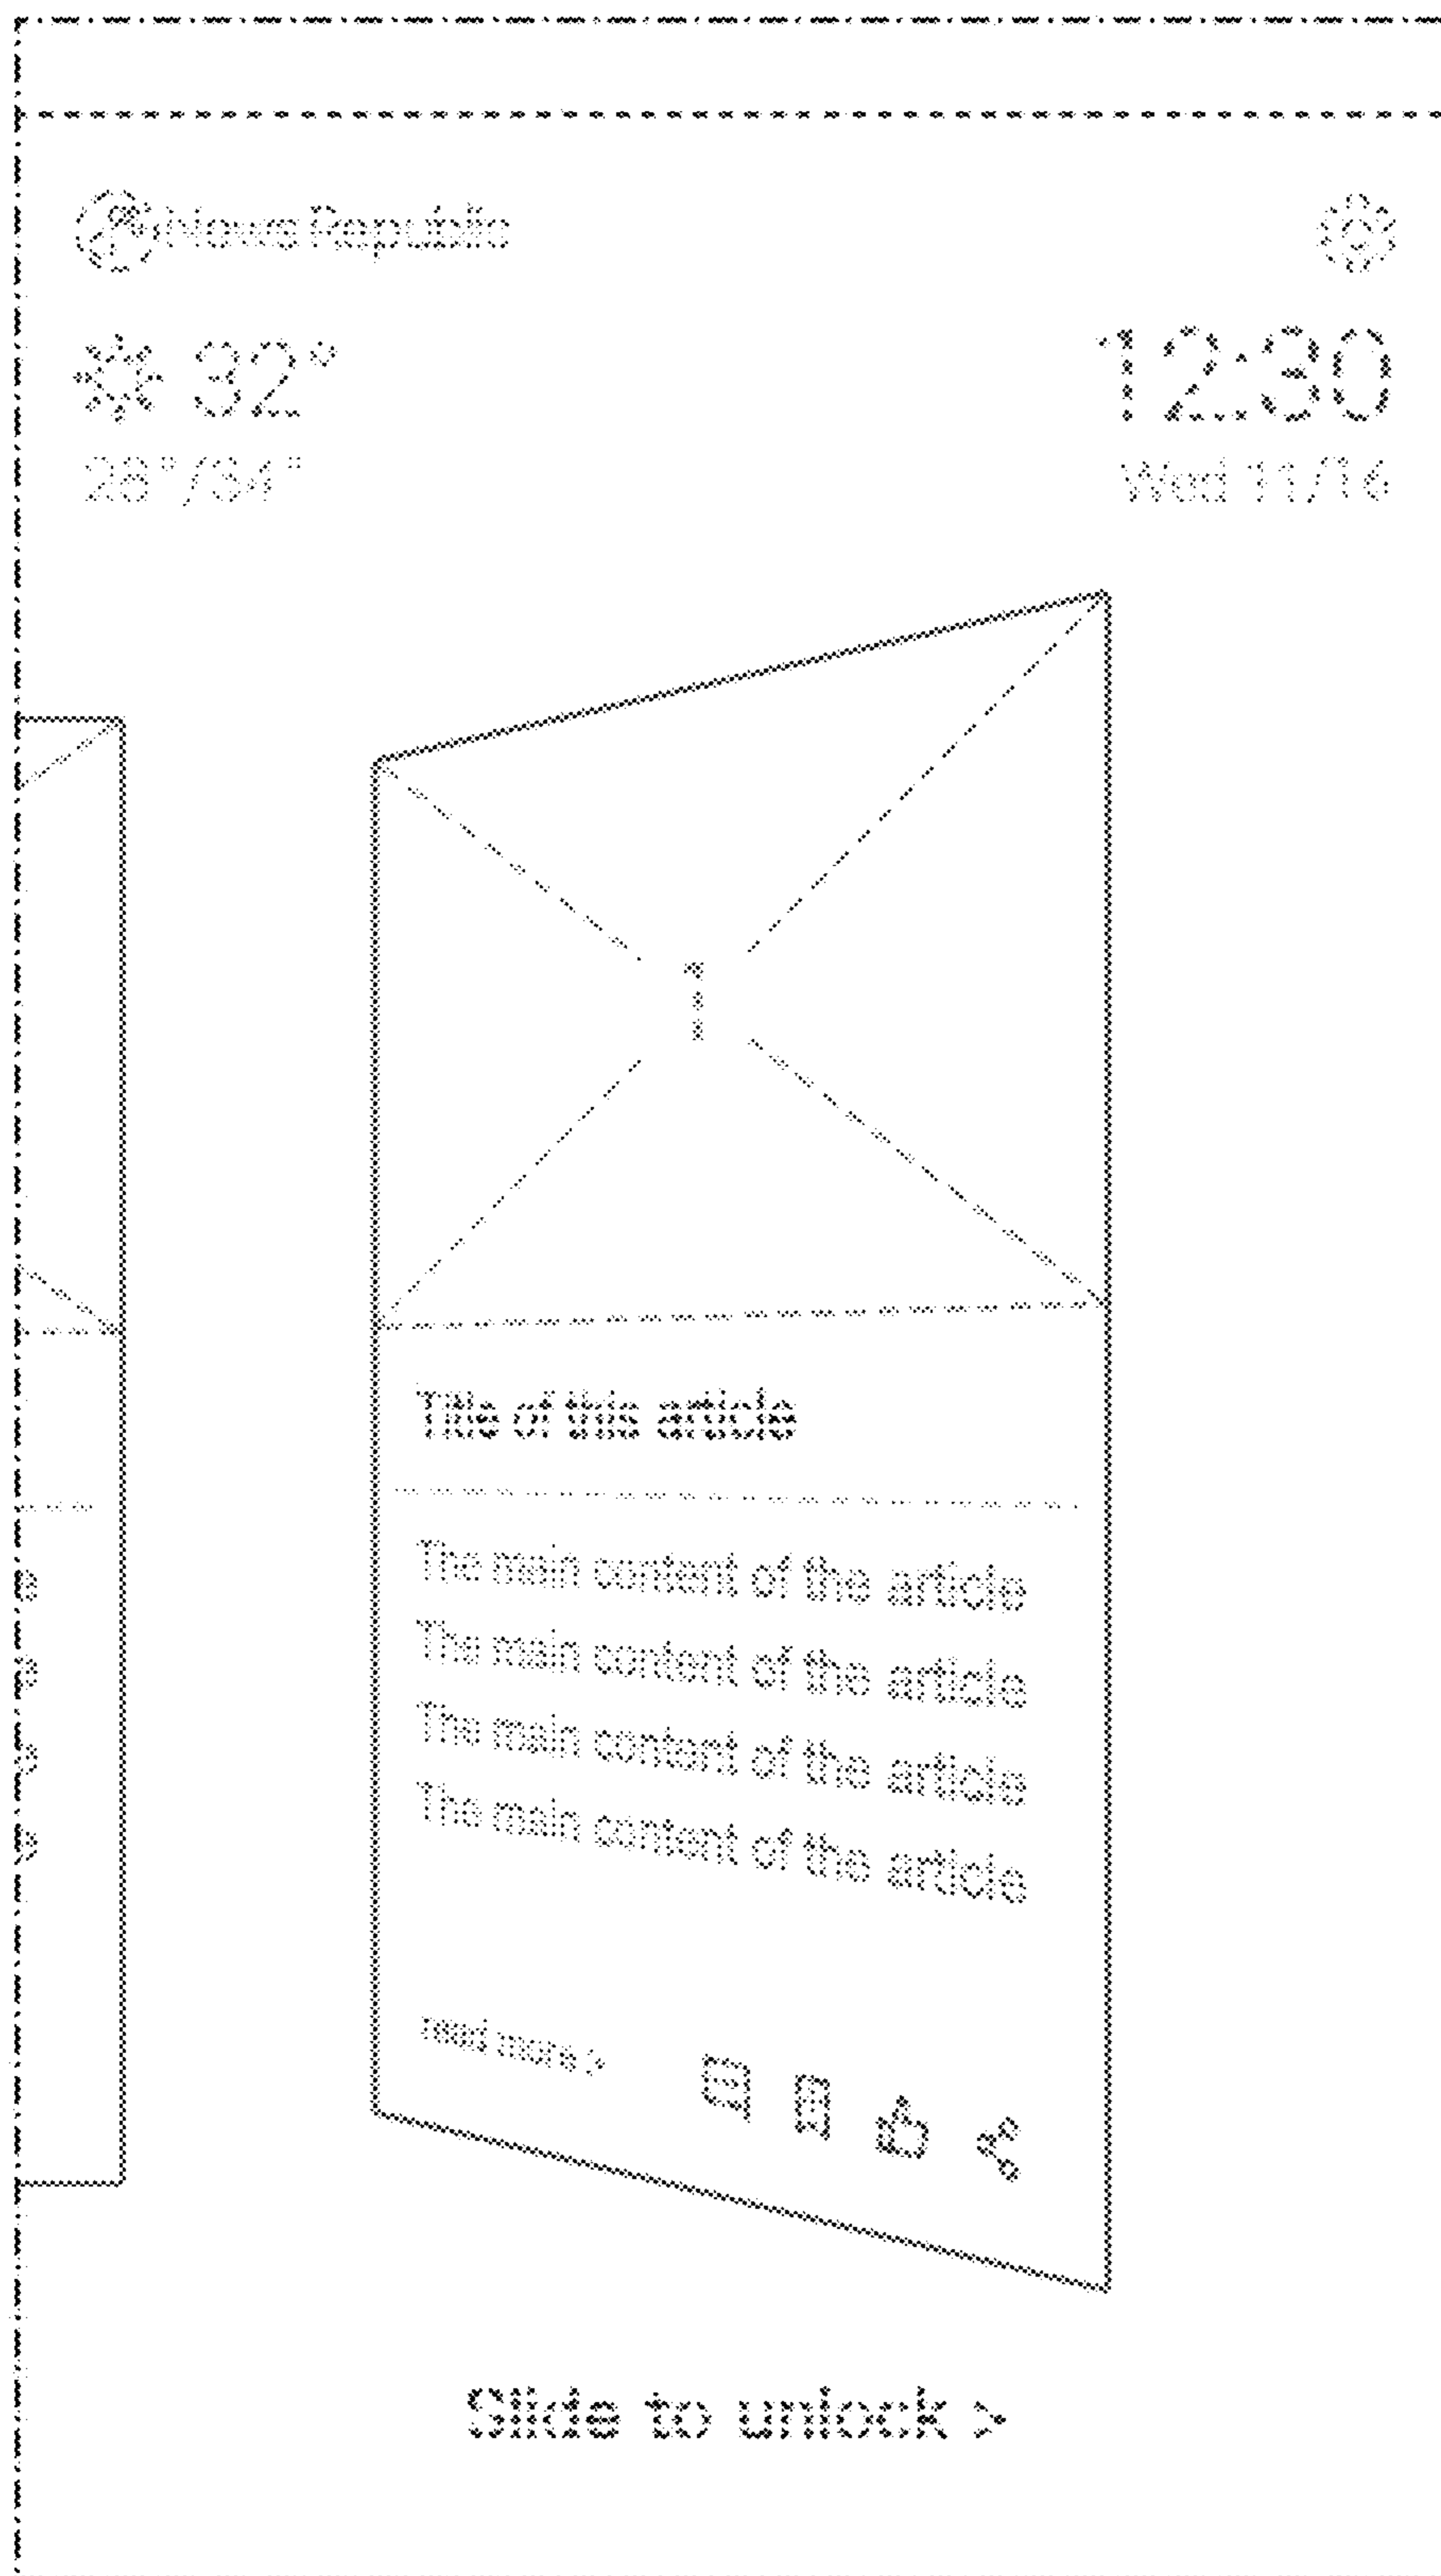 News Republic
32°
12:30
28°/34°
Wed 11/16
1
Title of this article
The main content of the article
The main content of the article
The main content of the article
The main content of the article
read more >
e
e
e
e
Slide to unlock >